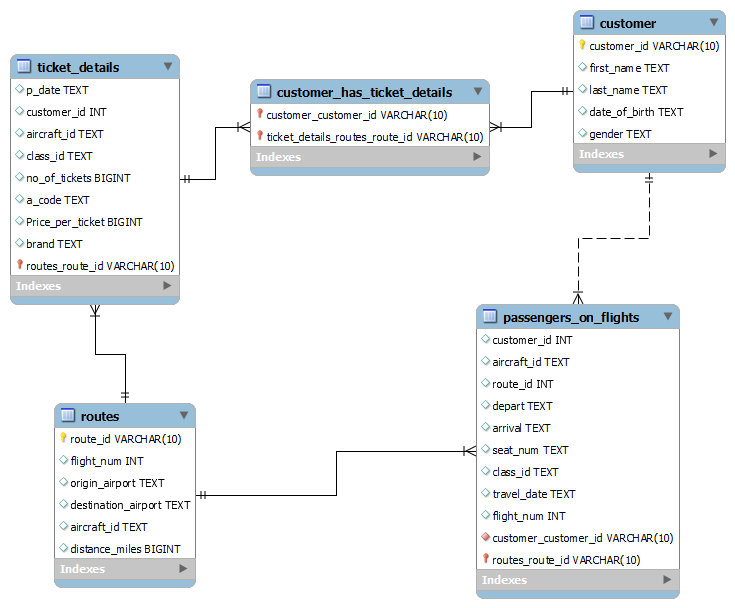 customer
customer_id VARCHAR(10)
first_name TEXT
last_name TEXT
date_of_birth TEXT
gender TEXT
Indexes
ticket_details
p_date TEXT
customer_id INT
aircraft_id TEXT
class_id TEXT
no_of_tickets BIGINT
a_code TEXT
Price_per_ticket BIGINT
brand TEXT
routes_route_id VARCHAR(10)
Indexes
customer_has_ticket_details
customer_customer_id VARCHAR(10)
ticket_details_routes_route_id VARCHAR(10)
Indexes
passengers_on_flights
customer_id INT
aircraft_id TEXT
route_id INT
depart TEXT
arrival TEXT
seat_num TEXT
class_id TEXT
travel_date TEXT
flight_num INT
customer_customer_id VARCHAR(10)
routes_route_id VARCHAR(10)
Indexes
routes
route_id VARCHAR(10)
flight_num INT
origin_airport TEXT
destination_airport TEXT
aircraft_id TEXT
distance_miles BIGINT
Indexes